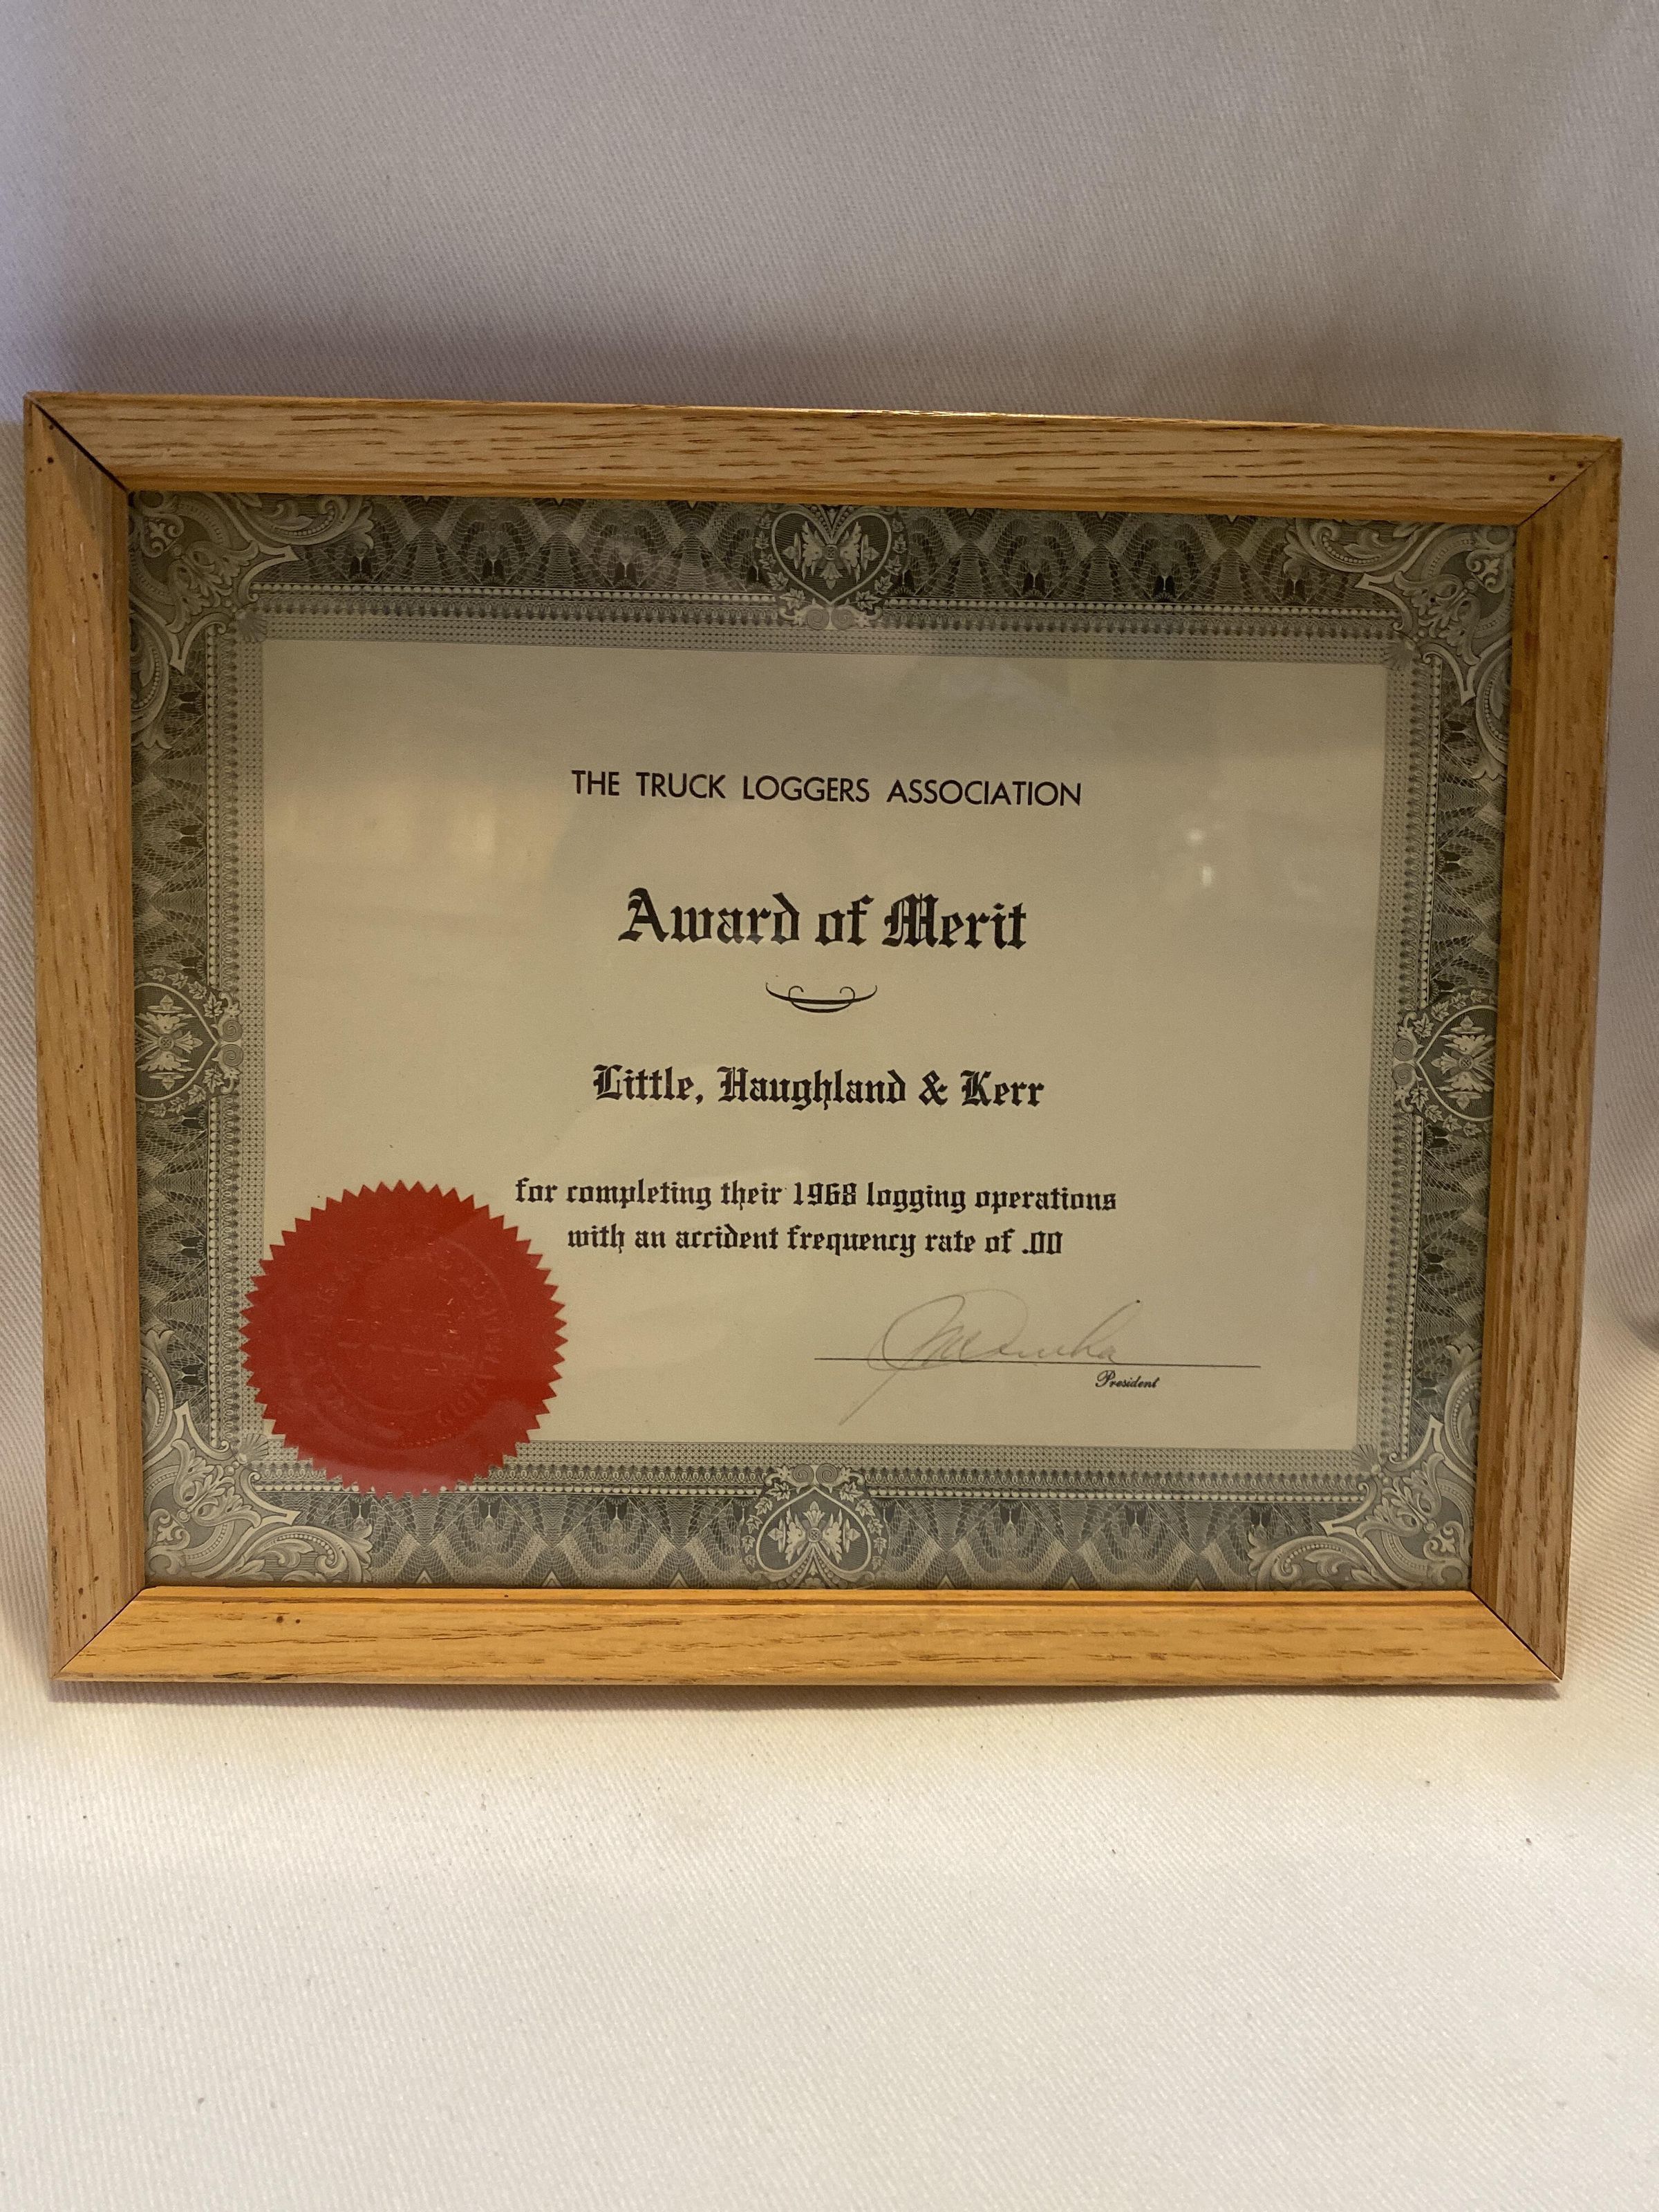 THE TRUCK LOGGERS ASSOCIATION
Award of Merit
Little, Haughland & Kerr
for completing their 1968 logging operations
with an accident frequency rate of .00
President